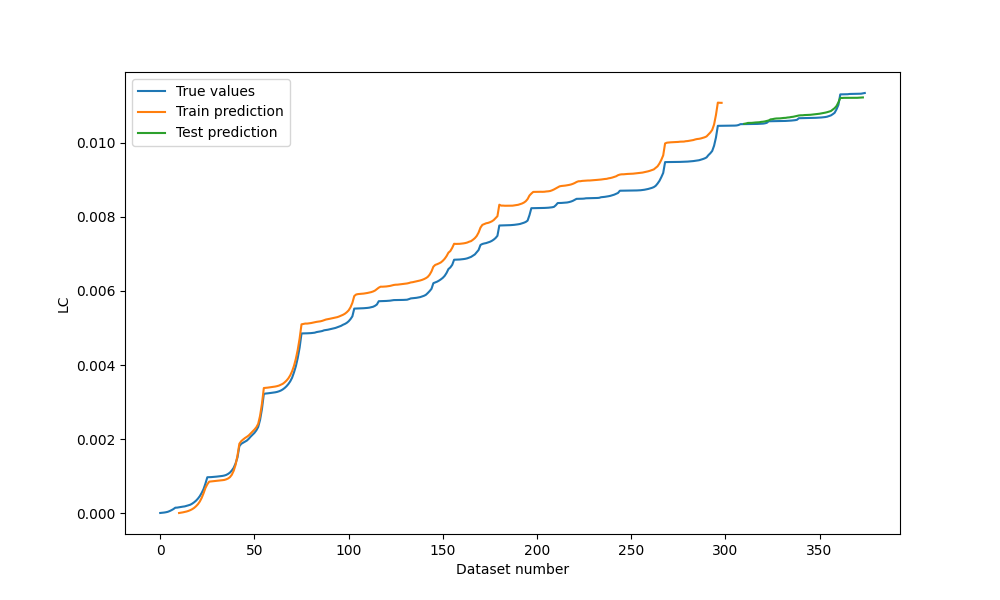 True values
Train prediction
Test prediction
0.010
0.008
0.006
0.004
0.002
0.000
LC
0 50 100 150 200 250 300 350
Dataset number